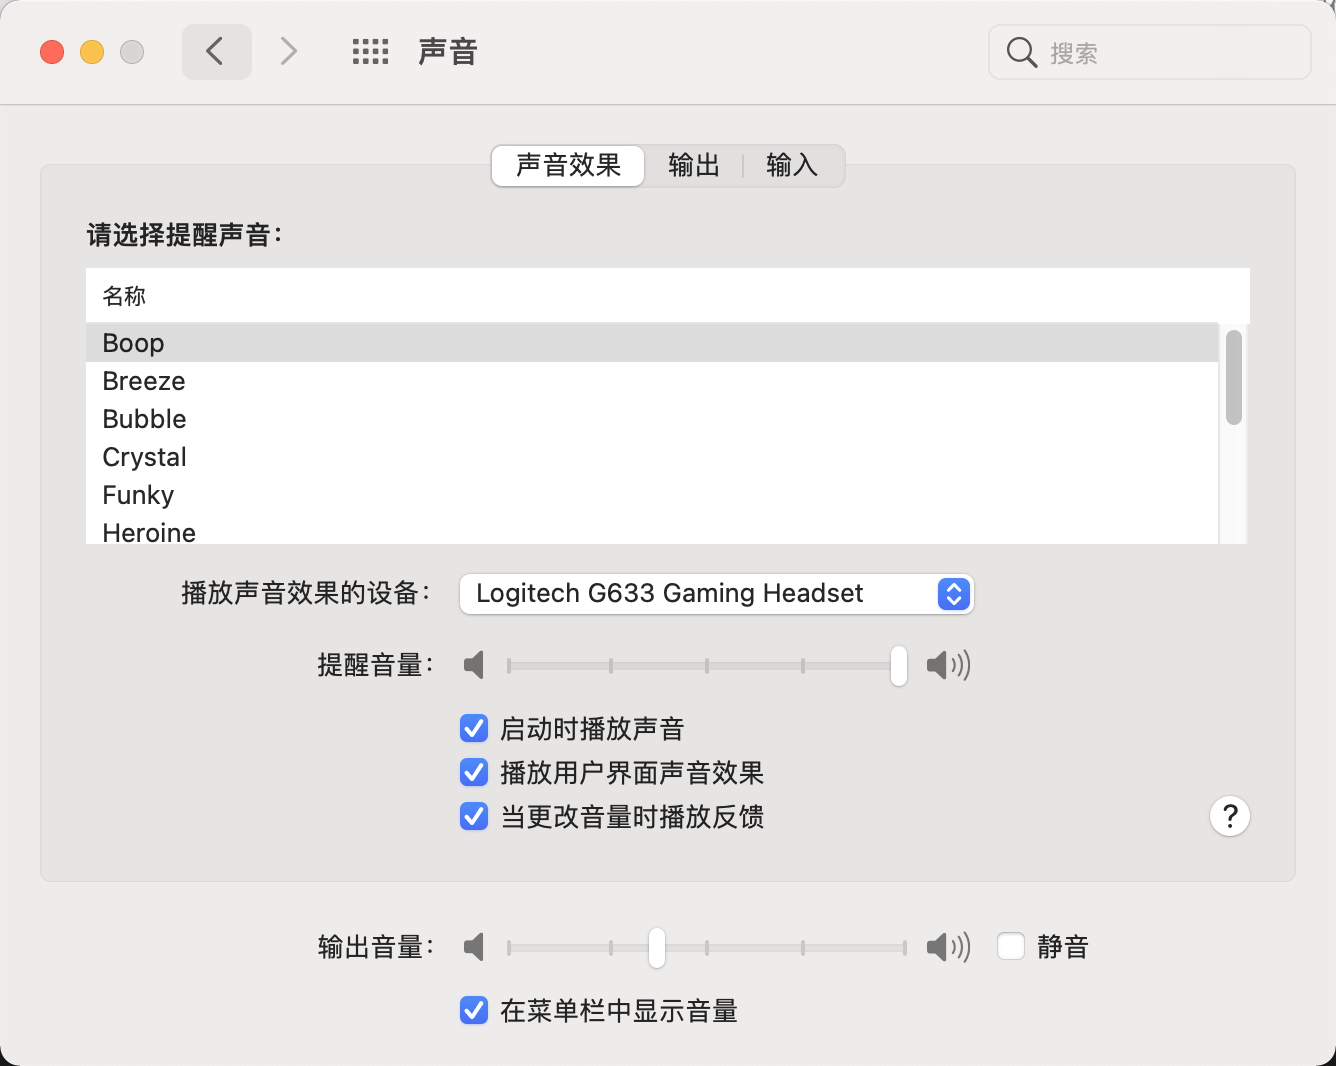 声音
搜索
声音效果 输出 输入
请选择提醒声音：
名称
Boop
Breeze
Bubble
Crystal
Funky
Heroine
播放声音效果的设备： Logitech G633 Gaming Headset
提醒音量：
启动时播放声音
播放用户界面声音效果
当更改音量时播放反馈
?
输出音量： 静音
在菜单栏中显示音量